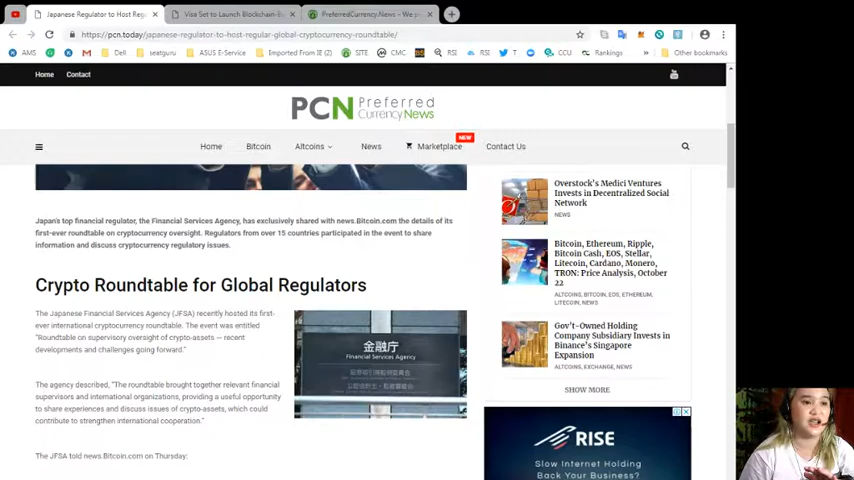 Japanese Regulator to Host Regu
Visa Set to Launch Blockchain-B
PreferredCurrency.News – We p
https://pcn.today/japanese-regulator-to-host-regular-global-cryptocurrency-roundtable/
AMS
Dell
seatguru
ASUS E-Service
Imported From IE (2)
IG
CMC
RSI
RSI
T
CCU
Rankings
»
Other bookmarks
Home Contact
PCN Preferred
Currency News
NEW
Home Bitcoin Altcoins News Marketplace Contact Us
Japan's top financial regulator, the Financial Services Agency, has exclusively shared with news.Bitcoin.com the details of its
first-ever roundtable on cryptocurrency oversight. Regulators from over 15 countries participated in the event to share
information and discuss cryptocurrency regulatory issues.
Crypto Roundtable for Global Regulators
The Japanese Financial Services Agency (JFSA) recently hosted its first-
ever international cryptocurrency roundtable. The event was entitled
"Roundtable on supervisory oversight of crypto-assets — recent
developments and challenges going forward."
金融庁
Financial Services Agency
The agency described, "The roundtable brought together relevant financial
supervisors and international organizations, providing a useful opportunity
to share experiences and discuss issues of crypto-assets, which could
contribute to strengthen international cooperation."
The JFSA told news.Bitcoin.com on Thursday:
Overstock's Medici Ventures
Invests in Decentralized Social
Network
NEWS
Bitcoin, Ethereum, Ripple,
Bitcoin Cash, EOS, Stellar,
Litecoin, Cardano, Monero,
TRON: Price Analysis, October
22
ALTCOINS, BITCOIN, EOS, ETHEREUM,
LITECOIN, NEWS
Gov't-Owned Holding
Company Subsidiary Invests in
Binance's Singapore
Expansion
ALTCOINS, EXCHANGE, NEWS
SHOW MORE
RISE
Slow Internet Holding
Back Your Business?